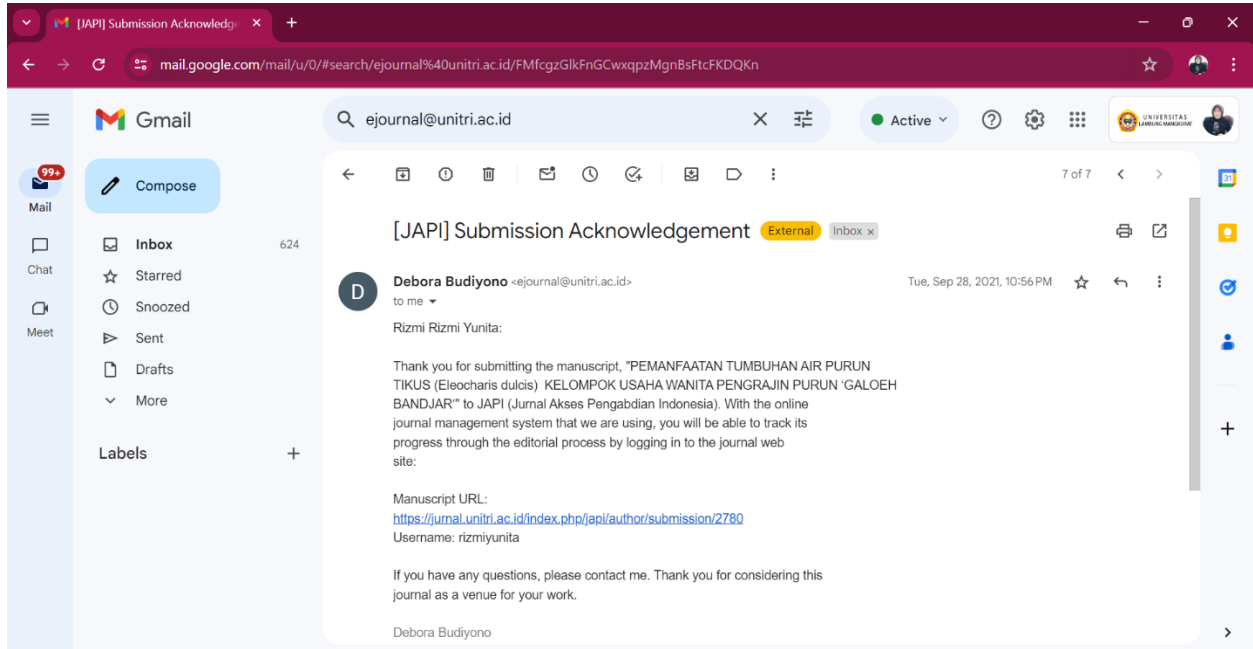 [JAPI] Submission Acknowledge
mail.google.com/mail/u/0/#search/ejournal%40unitri.ac.id/FMfcgzGlkFnGCwxqpzMgnBsFtcFKDQKn
Gmail
ejournal@unitri.ac.id
Active
UNIVERSITAS
LAMBUNG MANGKURAT
99+
Mail
Chat
Meet
Compose
Inbox 624
Starred
Snoozed
Sent
Drafts
More
Labels
7 of 7
31
[JAPI] Submission Acknowledgement External Inbox x
D
Debora Budiyono <ejournal@unitri.ac.id> Tue, Sep 28, 2021, 10:56 PM
to me
Rizmi Rizmi Yunita:
Thank you for submitting the manuscript, "PEMANFAATAN TUMBUHAN AIR PURUN
TIKUS (Eleocharis dulcis) KELOMPOK USAHA WANITA PENGRAJIN PURUN 'GALOEH
BANDJAR'" to JAPI (Jurnal Akses Pengabdian Indonesia). With the online
journal management system that we are using, you will be able to track its
progress through the editorial process by logging in to the journal web
site:
Manuscript URL:
https://jurnal.unitri.ac.id/index.php/japi/author/submission/2780
Username: rizmiyunita
If you have any questions, please contact me. Thank you for considering this
journal as a venue for your work.
Debora Budiyono